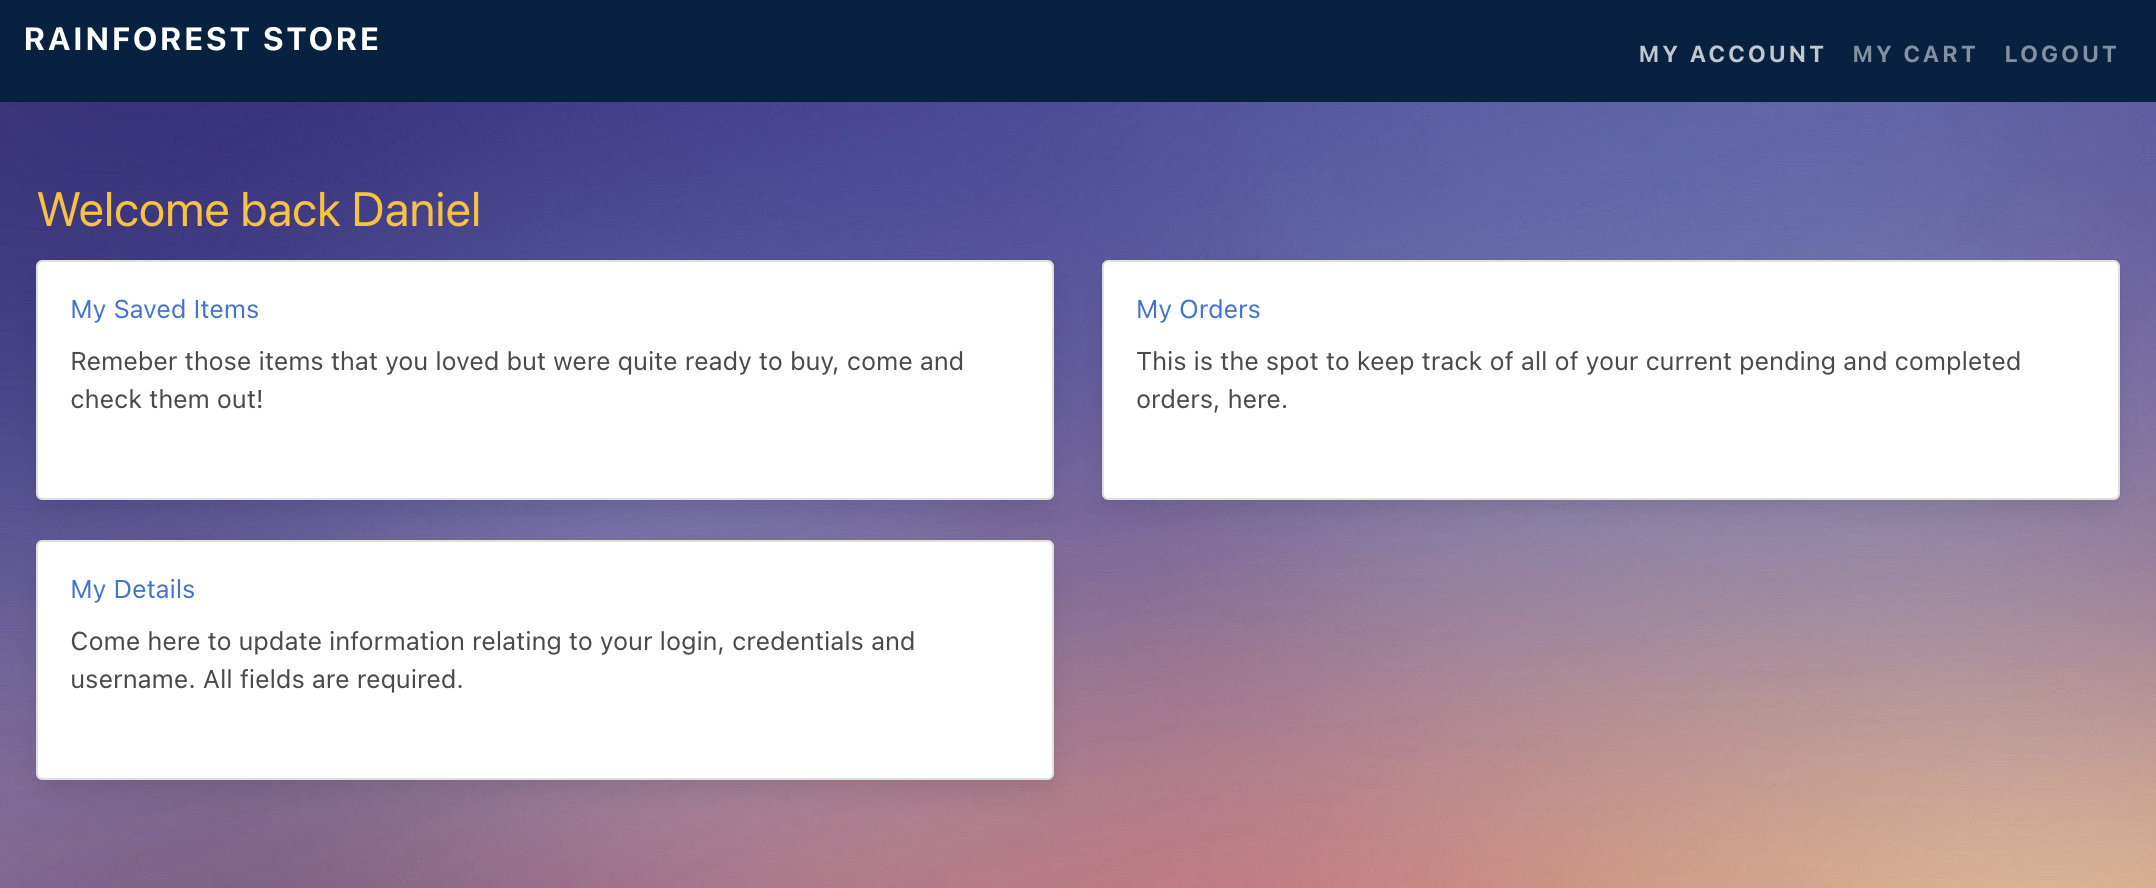 RAINFOREST STORE
MY ACCOUNT MY CART LOGOUT
Welcome back Daniel
My Saved Items
Remeber those items that you loved but were quite ready to buy, come and
check them out!
My Orders
This is the spot to keep track of all of your current pending and completed
orders, here.
My Details
Come here to update information relating to your login, credentials and
username. All fields are required.